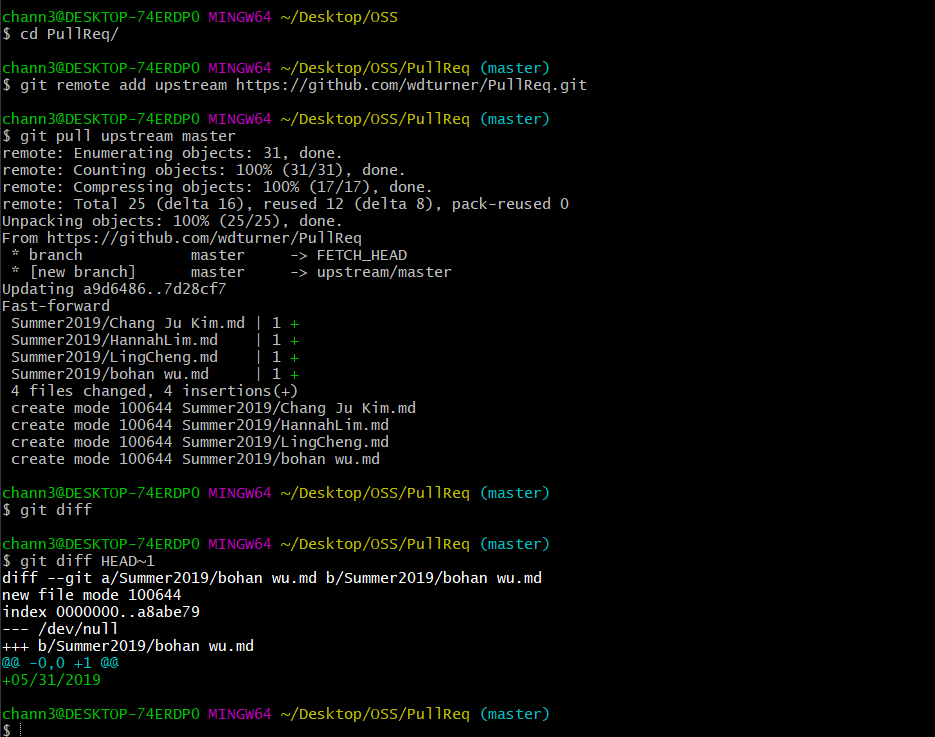 chann3@DESKTOP-74ERDPO MINGW64 ~/Desktop/OSS
$ cd PullReq/
chann3@DESKTOP-74ERDPO MINGW64 ~/Desktop/OSS/PullReq (master)
$ git remote add upstream https://github.com/wdturner/PullReq.git
chann3@DESKTOP-74ERDPO MINGW64 ~/Desktop/OSS/PullReq (master)
$ git pull upstream master
remote: Enumerating objects: 31, done.
remote: Counting objects: 100% (31/31), done.
remote: Compressing objects: 100% (17/17), done.
remote: Total 25 (delta 16), reused 12 (delta 8), pack-reused 0
Unpacking objects: 100% (25/25), done.
From https://github.com/wdturner/PullReq
 * branch            master     -> FETCH_HEAD
 * [new branch]      master     -> upstream/master
Updating a9d6486..7d28cf7
Fast-forward
 Summer2019/Chang Ju Kim.md | 1 +
 Summer2019/HannahLim.md    | 1 +
 Summer2019/LingCheng.md    | 1 +
 Summer2019/bohan wu.md     | 1 +
 4 files changed, 4 insertions(+)
 create mode 100644 Summer2019/Chang Ju Kim.md
 create mode 100644 Summer2019/HannahLim.md
 create mode 100644 Summer2019/LingCheng.md
 create mode 100644 Summer2019/bohan wu.md
chann3@DESKTOP-74ERDPO MINGW64 ~/Desktop/OSS/PullReq (master)
$ git diff
chann3@DESKTOP-74ERDPO MINGW64 ~/Desktop/OSS/PullReq (master)
$ git diff HEAD~1
diff --git a/Summer2019/bohan wu.md b/Summer2019/bohan wu.md
new file mode 100644
index 0000000..a8abe79
--- /dev/null
+++ b/Summer2019/bohan wu.md
@@ -0,0 +1 @@
+05/31/2019
chann3@DESKTOP-74ERDPO MINGW64 ~/Desktop/OSS/PullReq (master)
$